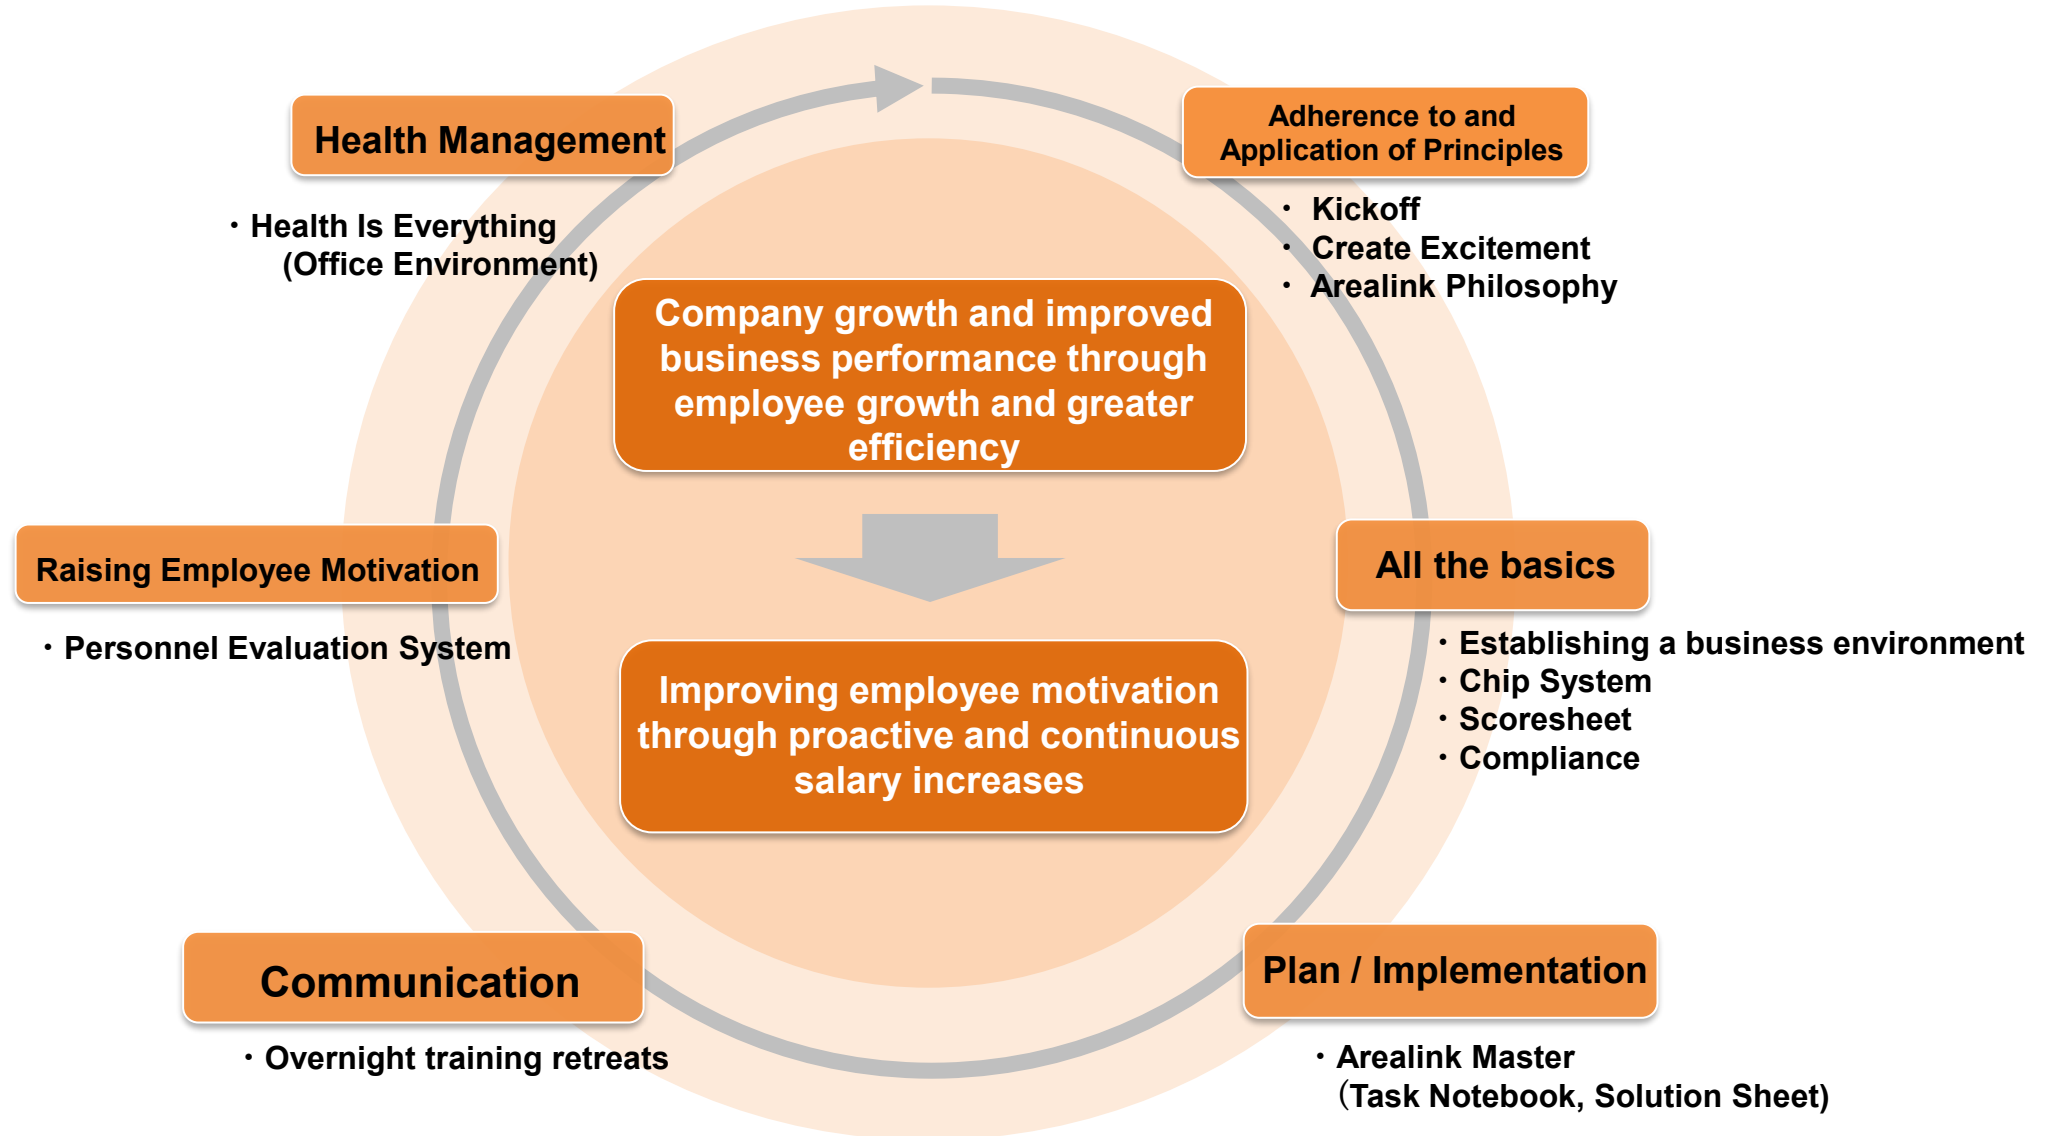 Health Management
・Health Is Everything
(Office Environment)
Adherence to and
Application of Principles
・ Kickoff
・ Create Excitement
・ Arealink Philosophy
Company growth and improved
business performance through
employee growth and greater
efficiency
Raising Employee Motivation
・Personnel Evaluation System
All the basics
・Establishing a business environment
・Chip System
・Scoresheet
・Compliance
Improving employee motivation
through proactive and continuous
salary increases
Communication
・Overnight training retreats
Plan / Implementation
・Arealink Master
（Task Notebook, Solution Sheet)